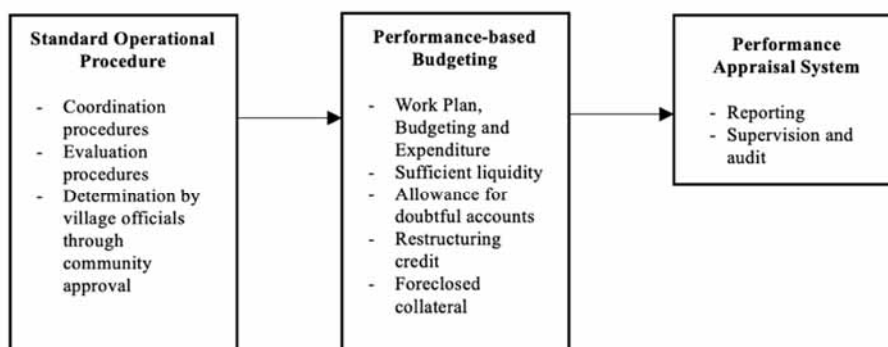 Standard Operational
Procedure
- Coordination
procedures
- Evaluation
procedures
- Determination by
village officials
through
community
approval
Performance-based
Budgeting
- Work Plan,
Budgeting and
Expenditure
- Sufficient liquidity
- Allowance for
doubtful accounts
- Restructuring
credit
- Foreclosed
collateral
Performance
Appraisal System
- Reporting
- Supervision and
audit